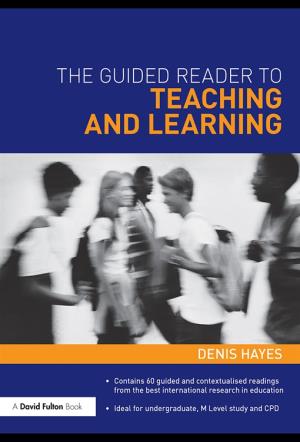 THE GUIDED READER TO
TEACHING
AND LEARNING
DENIS HAYES
• Contains 60 guided and contextualised readings
from the best international research in education
• Ideal for undergraduate, M Level study and CPD
A David Fulton Book